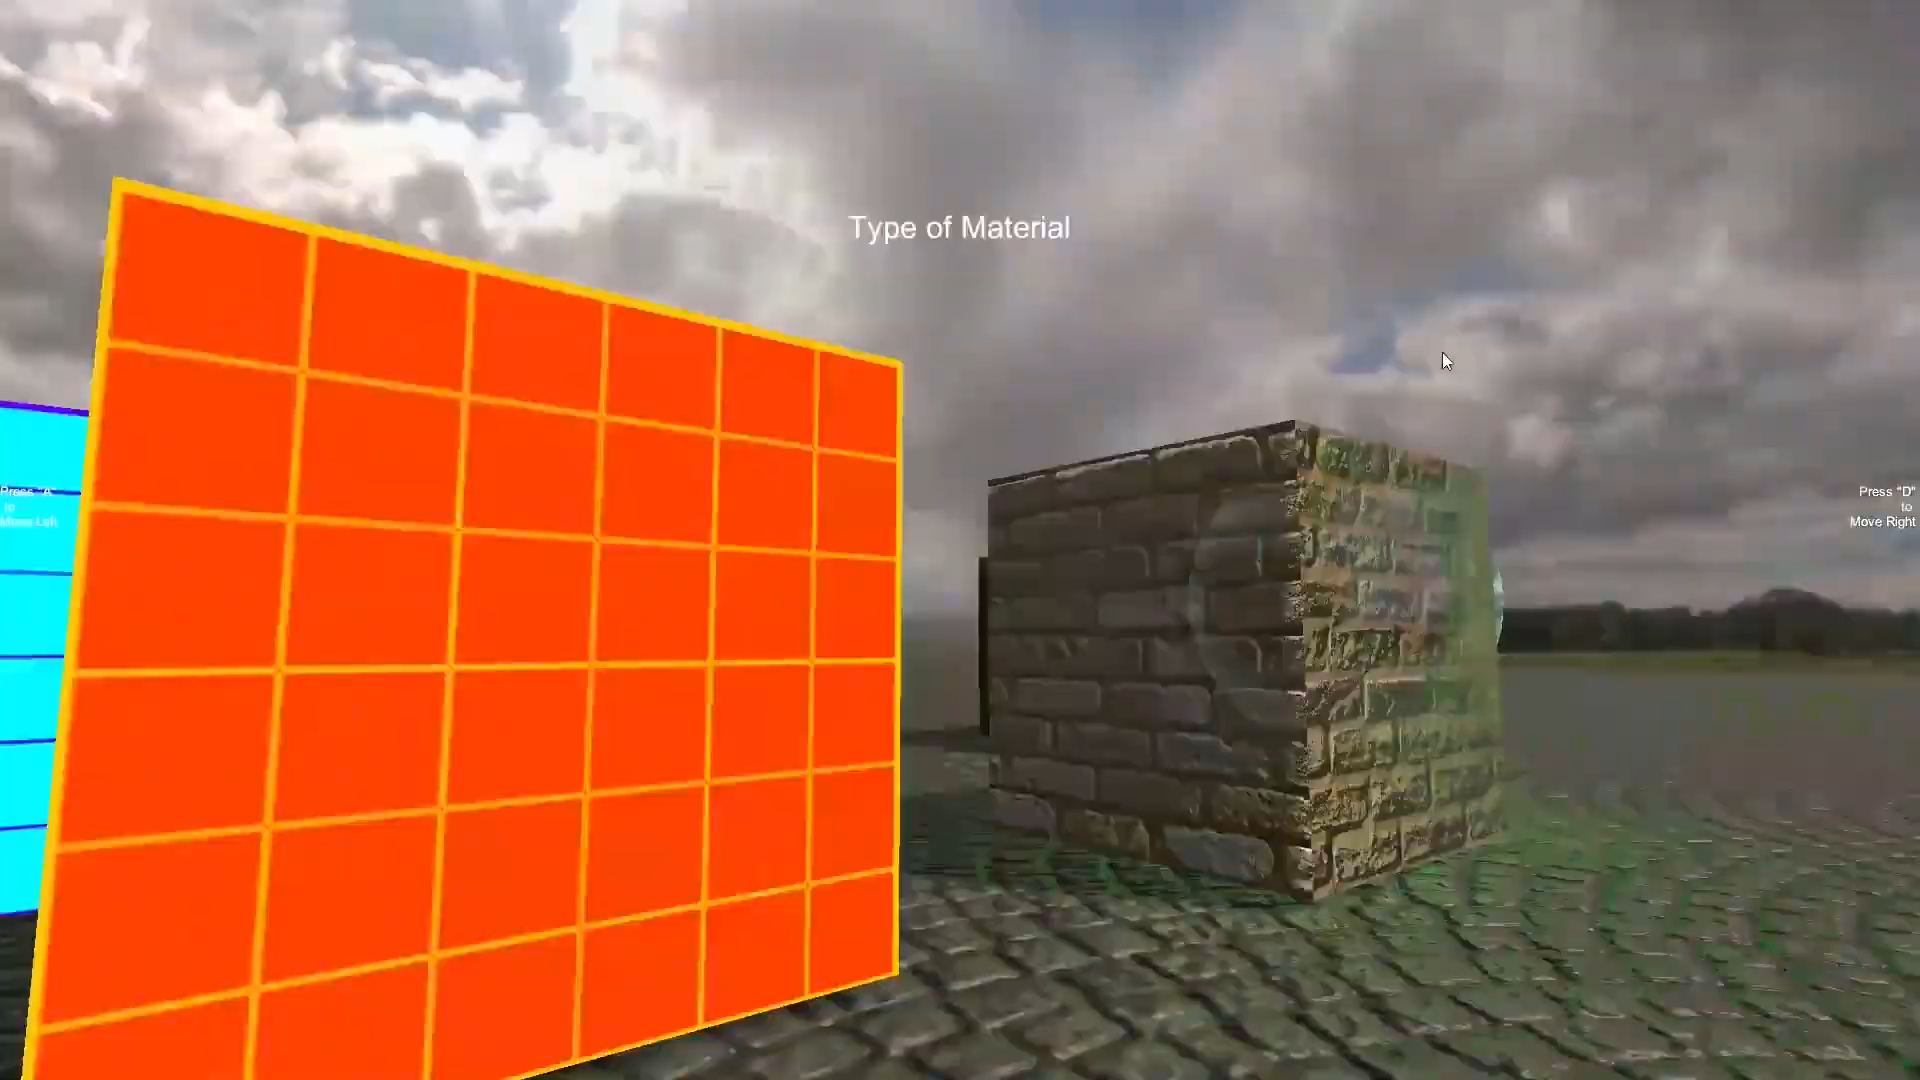 Type of Material
Press "A"
to
Move Left
Press "D"
to
Move Right